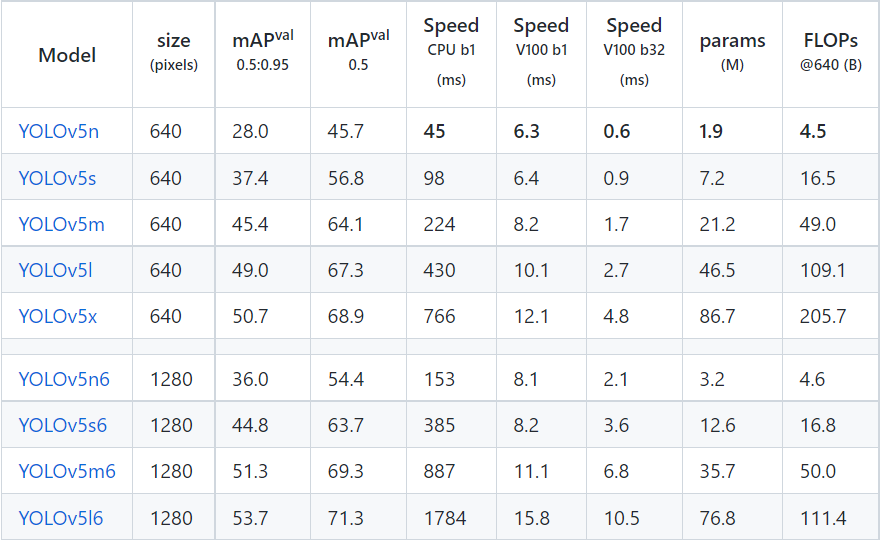 Model size (pixels) mAPval 0.5:0.95 mAPval 0.5 Speed CPU b1 (ms) Speed V100 b1 (ms) Speed V100 b32 (ms) params (M) FLOPs @640 (B)
YOLOv5n 640 28.0 45.7 45 6.3 0.6 1.9 4.5
YOLOv5s 640 37.4 56.8 98 6.4 0.9 7.2 16.5
YOLOv5m 640 45.4 64.1 224 8.2 1.7 21.2 49.0
YOLOv5l 640 49.0 67.3 430 10.1 2.7 46.5 109.1
YOLOv5x 640 50.7 68.9 766 12.1 4.8 86.7 205.7
YOLOv5n6 1280 36.0 54.4 153 8.1 2.1 3.2 4.6
YOLOv5s6 1280 44.8 63.7 385 8.2 3.6 12.6 16.8
YOLOv5m6 1280 51.3 69.3 887 11.1 6.8 35.7 50.0
YOLOv5l6 1280 53.7 71.3 1784 15.8 10.5 76.8 111.4